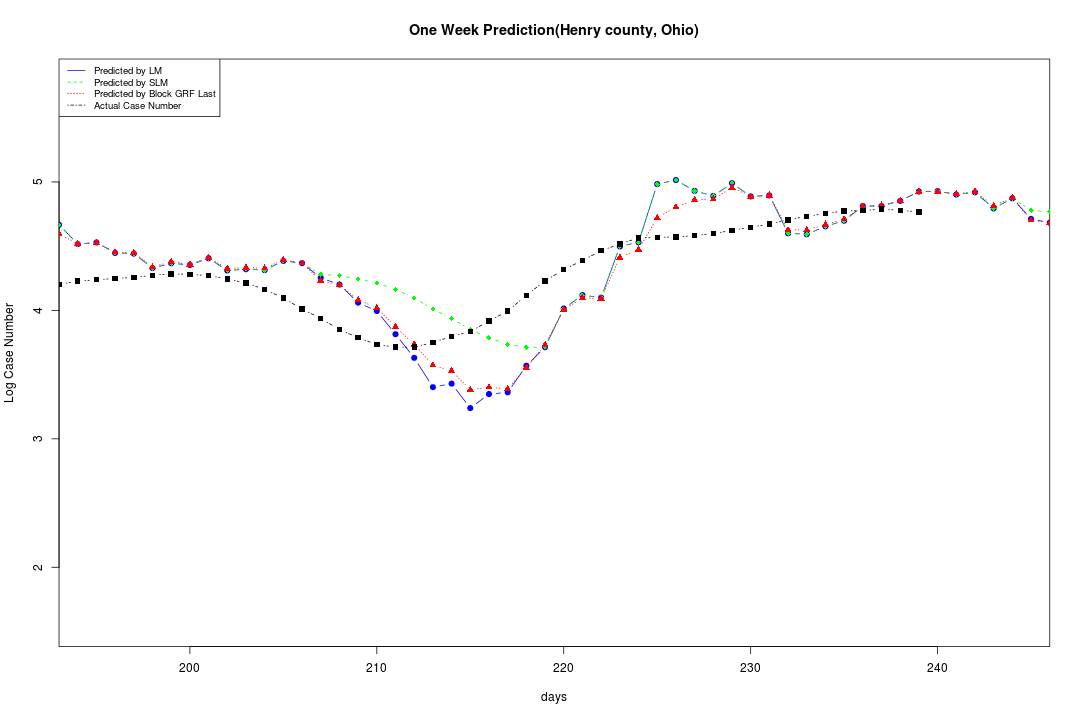 One Week Prediction(Henry county, Ohio)
Predicted by LM
Predicted by SLM
Predicted by Block GRF Last
Actual Case Number
Log Case Number
5
4
3
2
200 210 220 230 240
days